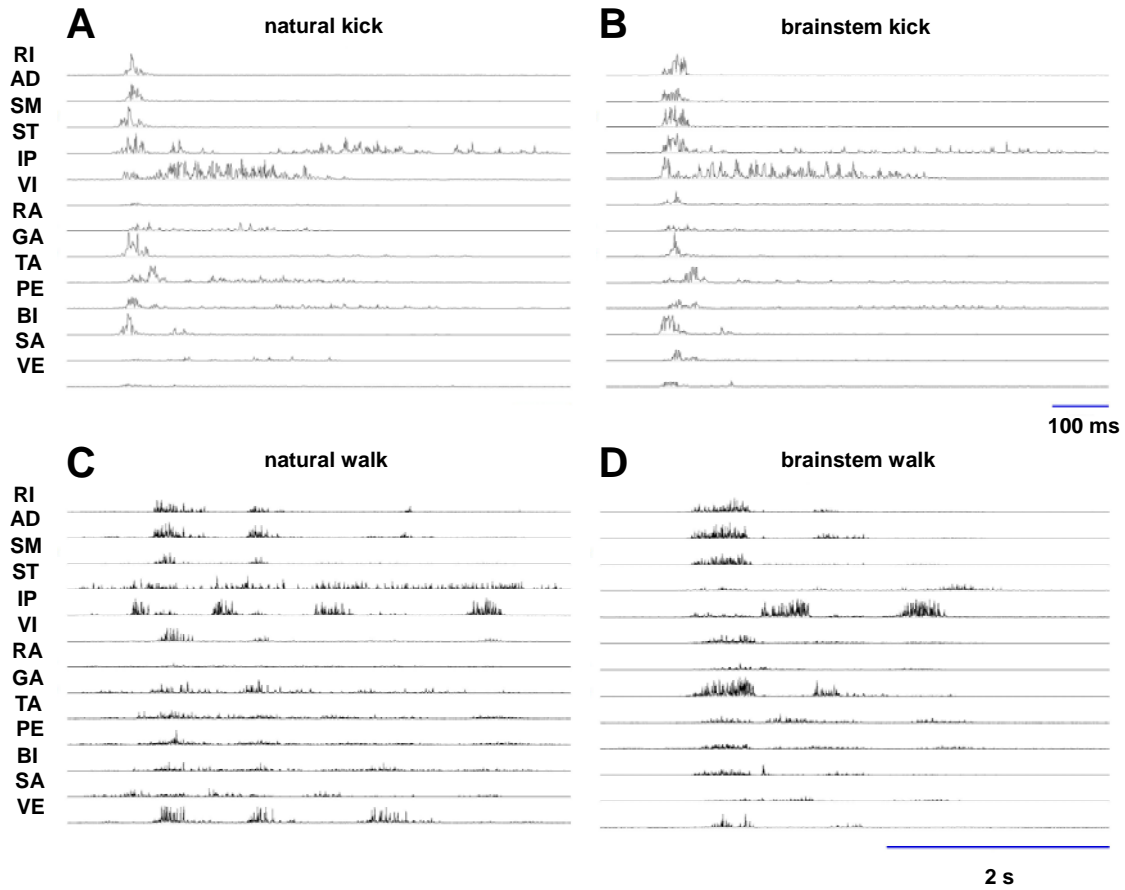 A
natural kick
B
brainstem kick
RI
AD
SM
ST
IP
VI
RA
GA
TA
PE
BI
SA
VE
100 ms
C
natural walk
D
brainstem walk
RI
AD
SM
ST
IP
VI
RA
GA
TA
PE
BI
SA
VE
2 s